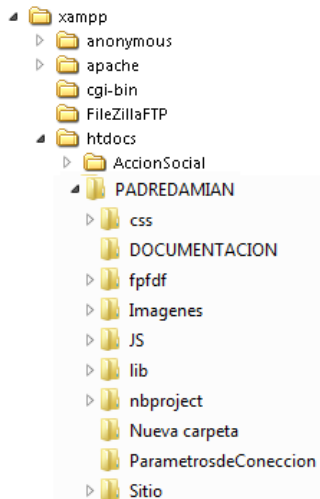 xampp
anonymous
apache
cgi-bin
FileZillaFTP
htdocs
AccionSocial
PADREDAMIAN
css
DOCUMENTACION
fpfdf
Imagenes
JS
lib
nbproject
Nueva carpeta
ParametrosdeConeccion
Sitio